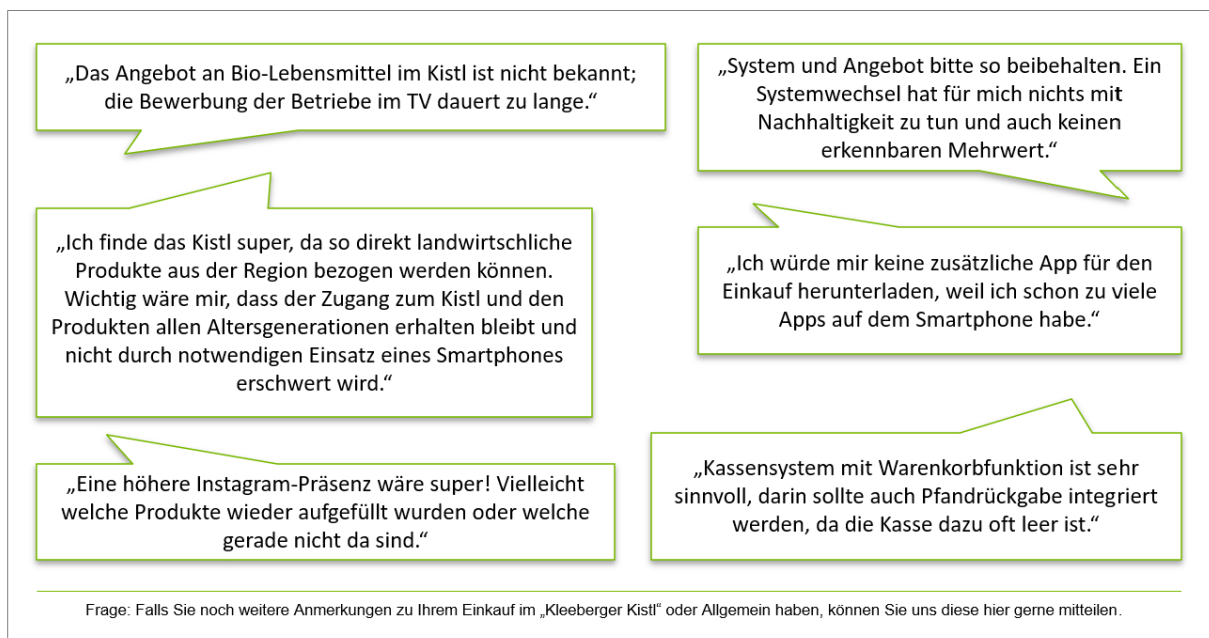 „Das Angebot an Bio-Lebensmittel im Kistl ist nicht bekannt;
die Bewerbung der Betriebe im TV dauert zu lange.“
„Ich finde das Kistl super, da so direkt landwirtschliche
Produkte aus der Region bezogen werden können.
Wichtig wäre mir, dass der Zugang zum Kistl und den
Produkten allen Altersgenerationen erhalten bleibt und
nicht durch notwendigen Einsatz eines Smartphones
erschwert wird.“
„Eine höhere Instagram-Präsenz wäre super! Vielleicht
welche Produkte wieder aufgefüllt wurden oder welche
gerade nicht da sind.“
„System und Angebot bitte so beibehalten. Ein
Systemwechsel hat für mich nichts mit
Nachhaltigkeit zu tun und auch keinen
erkennbaren Mehrwert.“
„Ich würde mir keine zusätzliche App für den
Einkauf herunterladen, weil ich schon zu viele
Apps auf dem Smartphone habe.“
„Kassensystem mit Warenkorbfunktion ist sehr
sinnvoll, darin sollte auch Pfandrückgabe integriert
werden, da die Kasse dazu oft leer ist.“
Frage: Falls Sie noch weitere Anmerkungen zu Ihrem Einkauf im „Kleeberger Kistl“ oder Allgemein haben, können Sie uns diese hier gerne mitteilen.